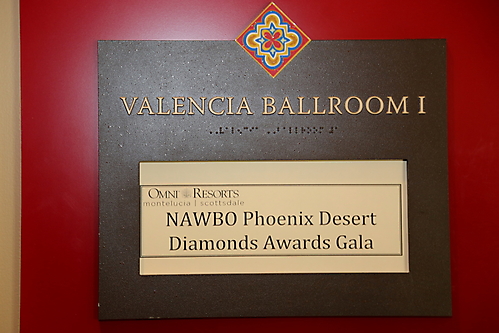 VALENCIA BALLROOM I
OMNI RESORTS
montelucia | scottsdale
NAWBO Phoenix Desert
Diamonds Awards Gala